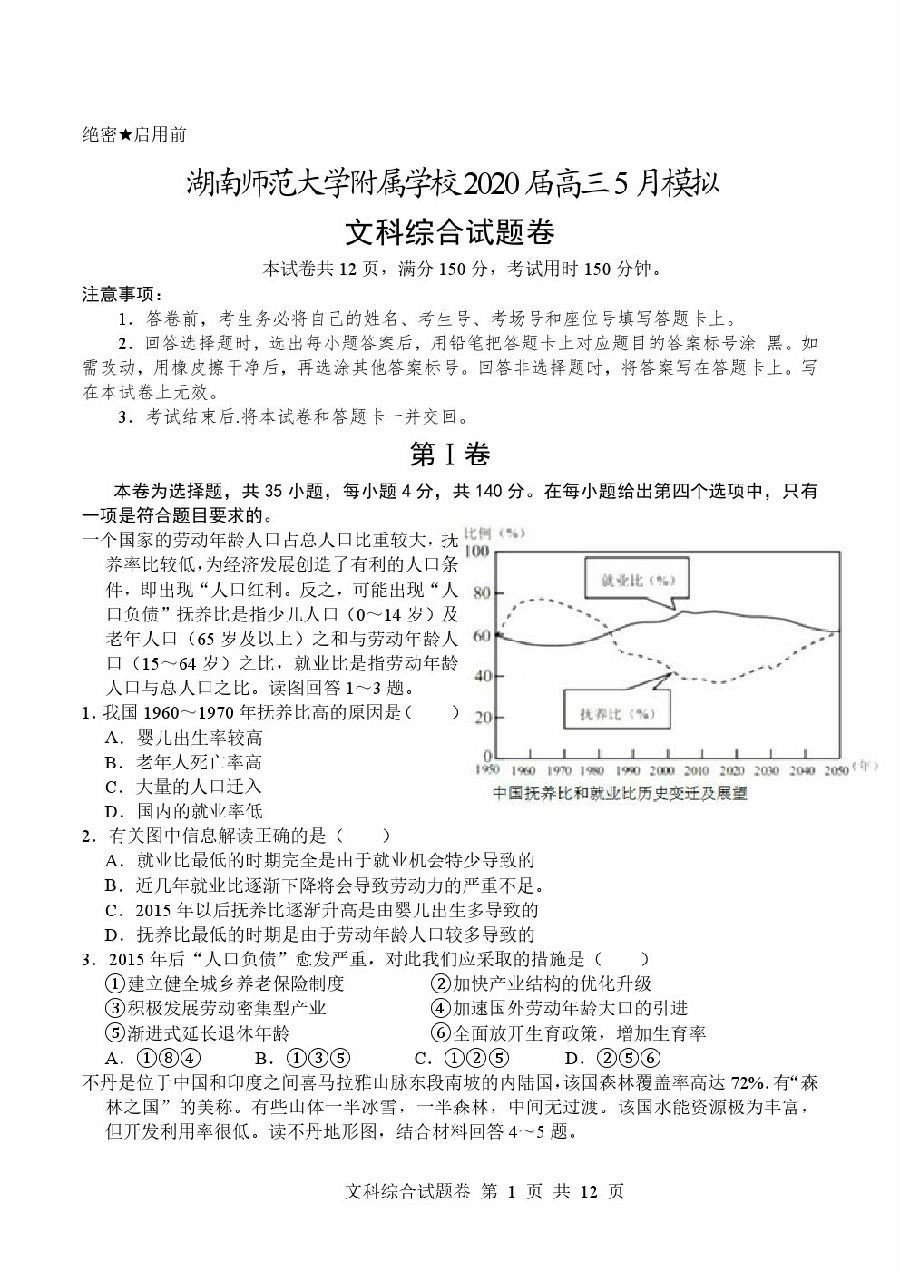 绝密★启用前
湖南师范大学附属学校2020届高三5月模拟
文科综合试题卷
本试卷共12页，满分150分，考试用时150分钟。
注意事项：
1．答卷前，考生务必将自己的姓名、考生号、考场号和座位号填写答题卡上。
2．回答选择题时，选出每小题答案后，用铅笔把答题卡上对应题目的答案标号涂 黑。如
需改动，用橡皮擦干净后，再选涂其他答案标号。回答非选择题时，将答案写在答题卡上。写
在本试卷上无效。
3．考试结束后.将本试卷和答题卡一并交回。
第Ⅰ卷
本卷为选择题，共35小题，每小题4分，共140分。在每小题给出第四个选项中，只有
一项是符合题目要求的。
一个国家的劳动年龄人口占总人口比重较大，抚
养率比较低，为经济发展创造了有利的人口条
件，即出现“人口红利。反之，可能出现“人
口负债”抚养比是指少儿人口（0～14岁）及
老年人口（65岁及以上）之和与劳动年龄人
口（15～64岁）之比，就业比是指劳动年龄
人口与总人口之比。读图回答1～3题。
比例（%）
100
80
60
40
20
0
就业比（%）
抚养比（%）
1950 1960 1970 1980 1990 2000 2010 2020 2030 2040 2050（年）
中国抚养比和就业比历史变迁及展望
1.我国1960～1970年抚养比高的原因是（　　）
A．婴儿出生率较高
B．老年人死亡率高
C．大量的人口迁入
D．国内的就业率低
2．有关图中信息解读正确的是（　　）
A．就业比最低的时期完全是由于就业机会特少导致的
B．近几年就业比逐渐下降将会导致劳动力的严重不足。
C．2015年以后抚养比逐渐升高是由婴儿出生多导致的
D．抚养比最低的时期是由于劳动年龄人口较多导致的
3．2015年后“人口负债”愈发严重，对此我们应采取的措施是（　　）
①建立健全城乡养老保险制度　②加快产业结构的优化升级
③积极发展劳动密集型产业　④加速国外劳动年龄大口的引进
⑤渐进式延长退休年龄　⑥全面放开生育政策，增加生育率
A．①⑧④　B．①③⑤　C．①②⑤　D．②⑤⑥
不丹是位于中国和印度之间喜马拉雅山脉东段南坡的内陆国，该国森林覆盖率高达72%.有“森
林之国”的美称。有些山体一半冰雪，一半森林，中间无过渡。该国水能资源极为丰富，
但开发利用率很低。读不丹地形图，结合材料回答4～5题。
文科综合试题卷 第 1 页 共 12 页